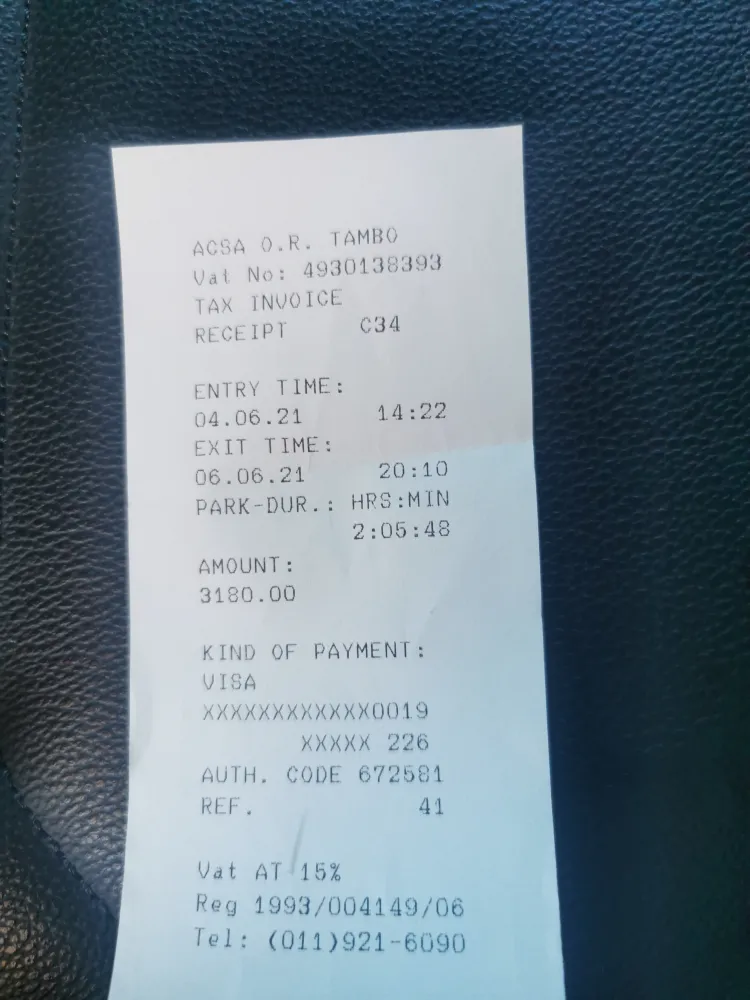 ACSA O.R. TAMBO
Vat No: 4930138393
TAX INVOICE
RECEIPT C34
ENTRY TIME:
04.06.21 14:22
EXIT TIME:
06.06.21 20:10
PARK-DUR.: HRS:MIN
2:05:48
AMOUNT:
3180.00
KIND OF PAYMENT:
VISA
XXXXXXXXXXXX0019
XXXXX 226
AUTH. CODE 672581
REF. 41
Vat AT 15%
Reg 1993/004149/06
Tel: (011)921-6090